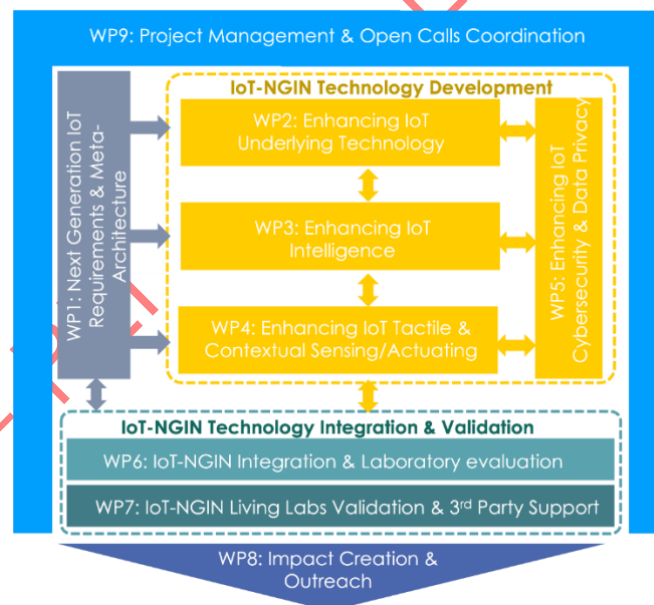 WP9: Project Management & Open Calls Coordination
IoT-NGIN Technology Development
WP1: Next Generation IoT
Requirements & Meta-
Architecture
WP2: Enhancing IoT
Underlying Technology
WP3: Enhancing IoT
Intelligence
WP4: Enhancing IoT Tactile &
Contextual Sensing/Actuating
WP5: Enhancing IoT
Cybersecurity & Data Privacy
IoT-NGIN Technology Integration & Validation
WP6: IoT-NGIN Integration & Laboratory evaluation
WP7: IoT-NGIN Living Labs Validation & 3rd Party Support
WP8: Impact Creation &
Outreach